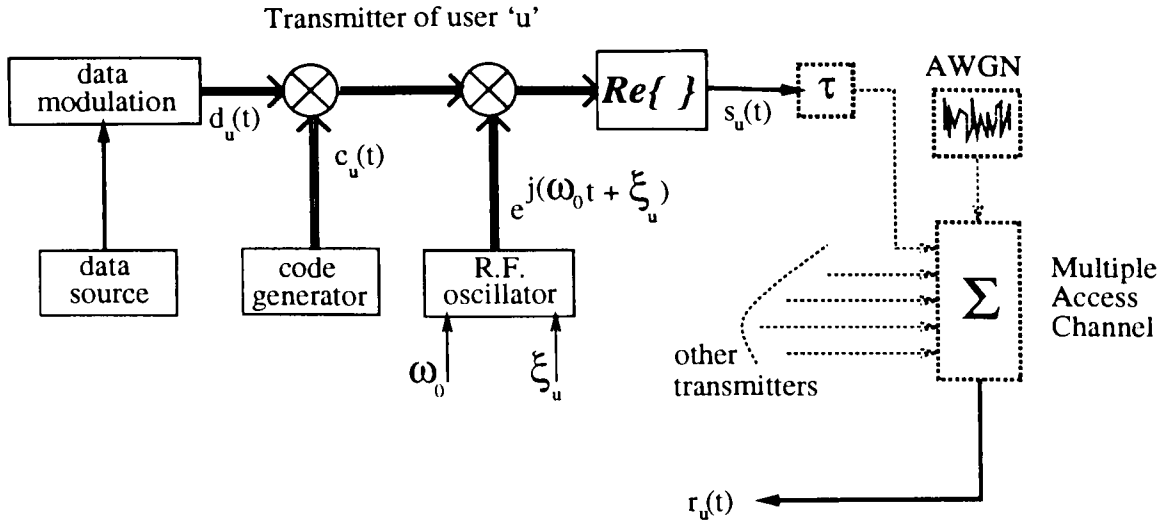 Transmitter of user 'u'
data
modulation
d_u(t)
c_u(t)
e^j(ω_0 t + ξ_u)
Re{ }
s_u(t)
τ
AWGN
data
source
code
generator
R.F.
oscillator
ω_0
ξ_u
other
transmitters
Σ
Multiple
Access
Channel
r_u(t)